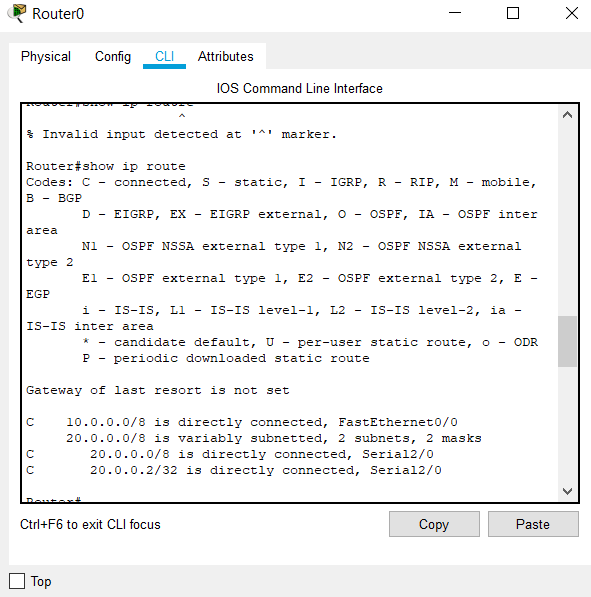 Router0
Physical Config CLI Attributes
IOS Command Line Interface
Router#show ip route
^
% Invalid input detected at '^' marker.
Router#show ip route
Codes: C - connected, S - static, I - IGRP, R - RIP, M - mobile,
B - BGP
D - EIGRP, EX - EIGRP external, O - OSPF, IA - OSPF inter
area
N1 - OSPF NSSA external type 1, N2 - OSPF NSSA external
type 2
E1 - OSPF external type 1, E2 - OSPF external type 2, E -
EGP
i - IS-IS, L1 - IS-IS level-1, L2 - IS-IS level-2, ia -
IS-IS inter area
* - candidate default, U - per-user static route, o - ODR
P - periodic downloaded static route
Gateway of last resort is not set
C 10.0.0.0/8 is directly connected, FastEthernet0/0
20.0.0.0/8 is variably subnetted, 2 subnets, 2 masks
C 20.0.0.0/8 is directly connected, Serial2/0
C 20.0.0.2/32 is directly connected, Serial2/0
Router#
Ctrl+F6 to exit CLI focus
Copy Paste
Top